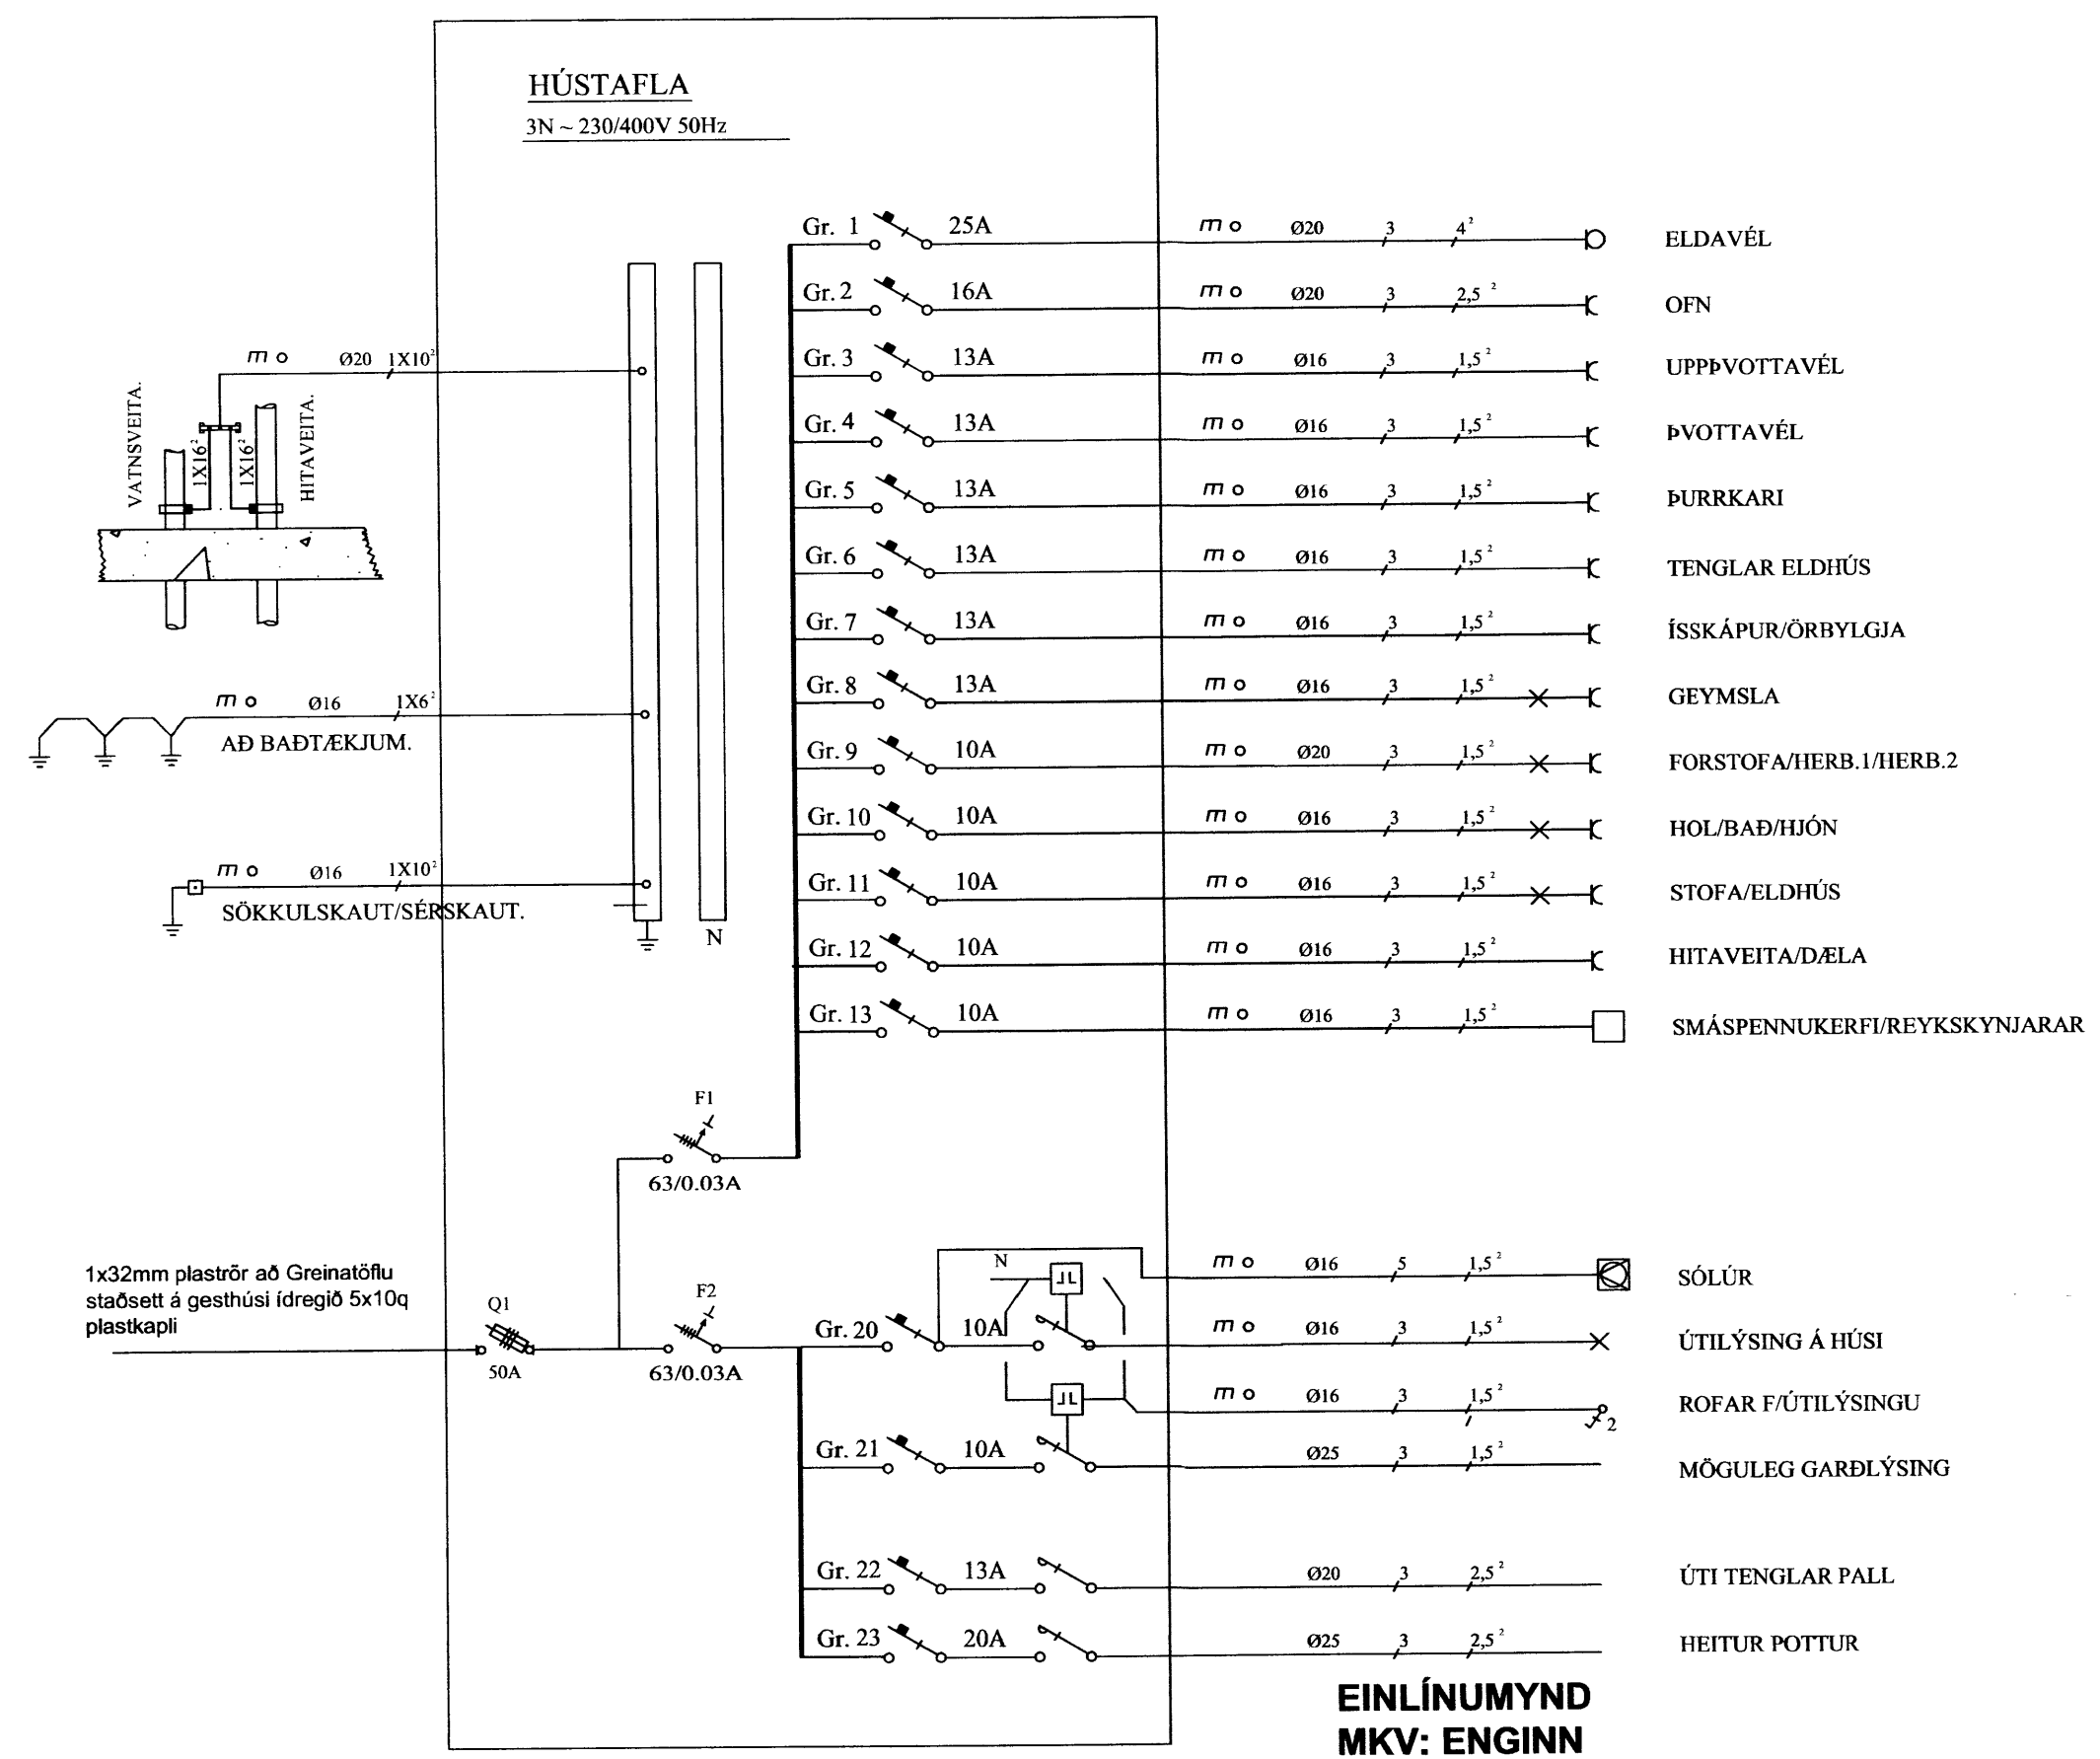 HÚSTAFLA
3N ~ 230/400V 50Hz
Gr. 1 25A m o Ø20 3 4² ELDAVÉL
Gr. 2 16A m o Ø20 3 2,5² OFN
Gr. 3 13A m o Ø16 3 1,5² UPPÞVOTTAVÉL
Gr. 4 13A m o Ø16 3 1,5² ÞVOTTAVÉL
Gr. 5 13A m o Ø16 3 1,5² ÞURRKARI
Gr. 6 13A m o Ø16 3 1,5² TENGLAR ELDHÚS
Gr. 7 13A m o Ø16 3 1,5² ÍSSKÁPUR/ÖRBYLGJA
Gr. 8 13A m o Ø16 3 1,5² GEYMSLA
Gr. 9 10A m o Ø20 3 1,5² FORSTOFA/HERB.1/HERB.2
Gr. 10 10A m o Ø16 3 1,5² HOL/BAÐ/HJÓN
Gr. 11 10A m o Ø16 3 1,5² STOFA/ELDHÚS
Gr. 12 10A m o Ø16 3 1,5² HITAVEITA/DÆLA
Gr. 13 10A m o Ø16 3 1,5² SMÁSPENNUKERFI/REYKSKYNJARAR
m o Ø20 1X10²
VATNSVEITA.
1X16²
1X16²
HITAVEITA.
m o Ø16 1X6²
AÐ BAÐTÆKJUM.
m o Ø16 1X10²
SÖKKULSKAUT/SÉRSKAUT.
N
F1
63/0.03A
1x32mm plaströr að Greinatöflu
staðsett á gesthúsi ídregið 5x10q
plastkapli
Q1
50A
F2
63/0.03A
N
m o Ø16 5 1,5² SÓLÚR
Gr. 20 10A m o Ø16 3 1,5² ÚTILÝSING Á HÚSI
m o Ø16 3 1,5² 2 ROFAR F/ÚTILÝSINGU
Gr. 21 10A Ø25 3 1,5² MÖGULEG GARÐLÝSING
Gr. 22 13A Ø20 3 2,5² ÚTI TENGLAR PALL
Gr. 23 20A Ø25 3 2,5² HEITUR POTTUR
EINLÍNUMYND
MKV: ENGINN